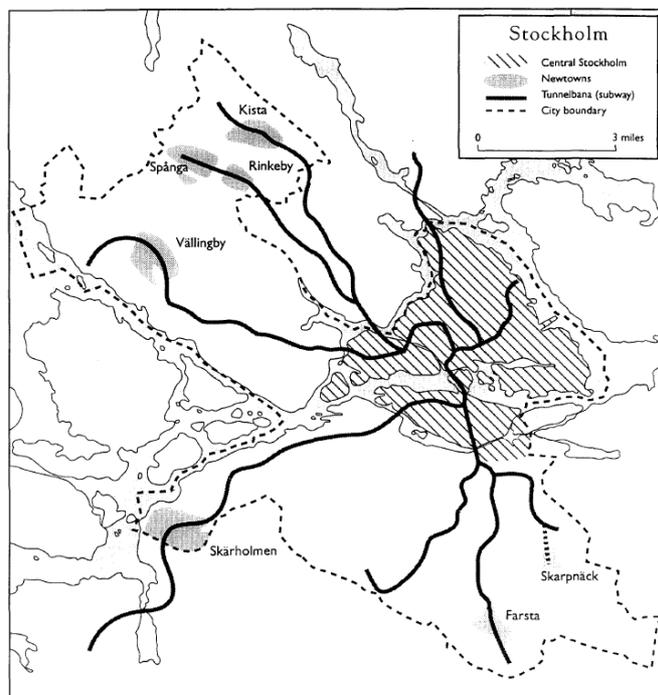 Stockholm
Central Stockholm
Newtowns
Tunnelbana (subway)
City boundary
0 3 miles
Kista
Spånga
Rinkeby
Vällingby
Skärholmen
Skarpnäck
Farsta